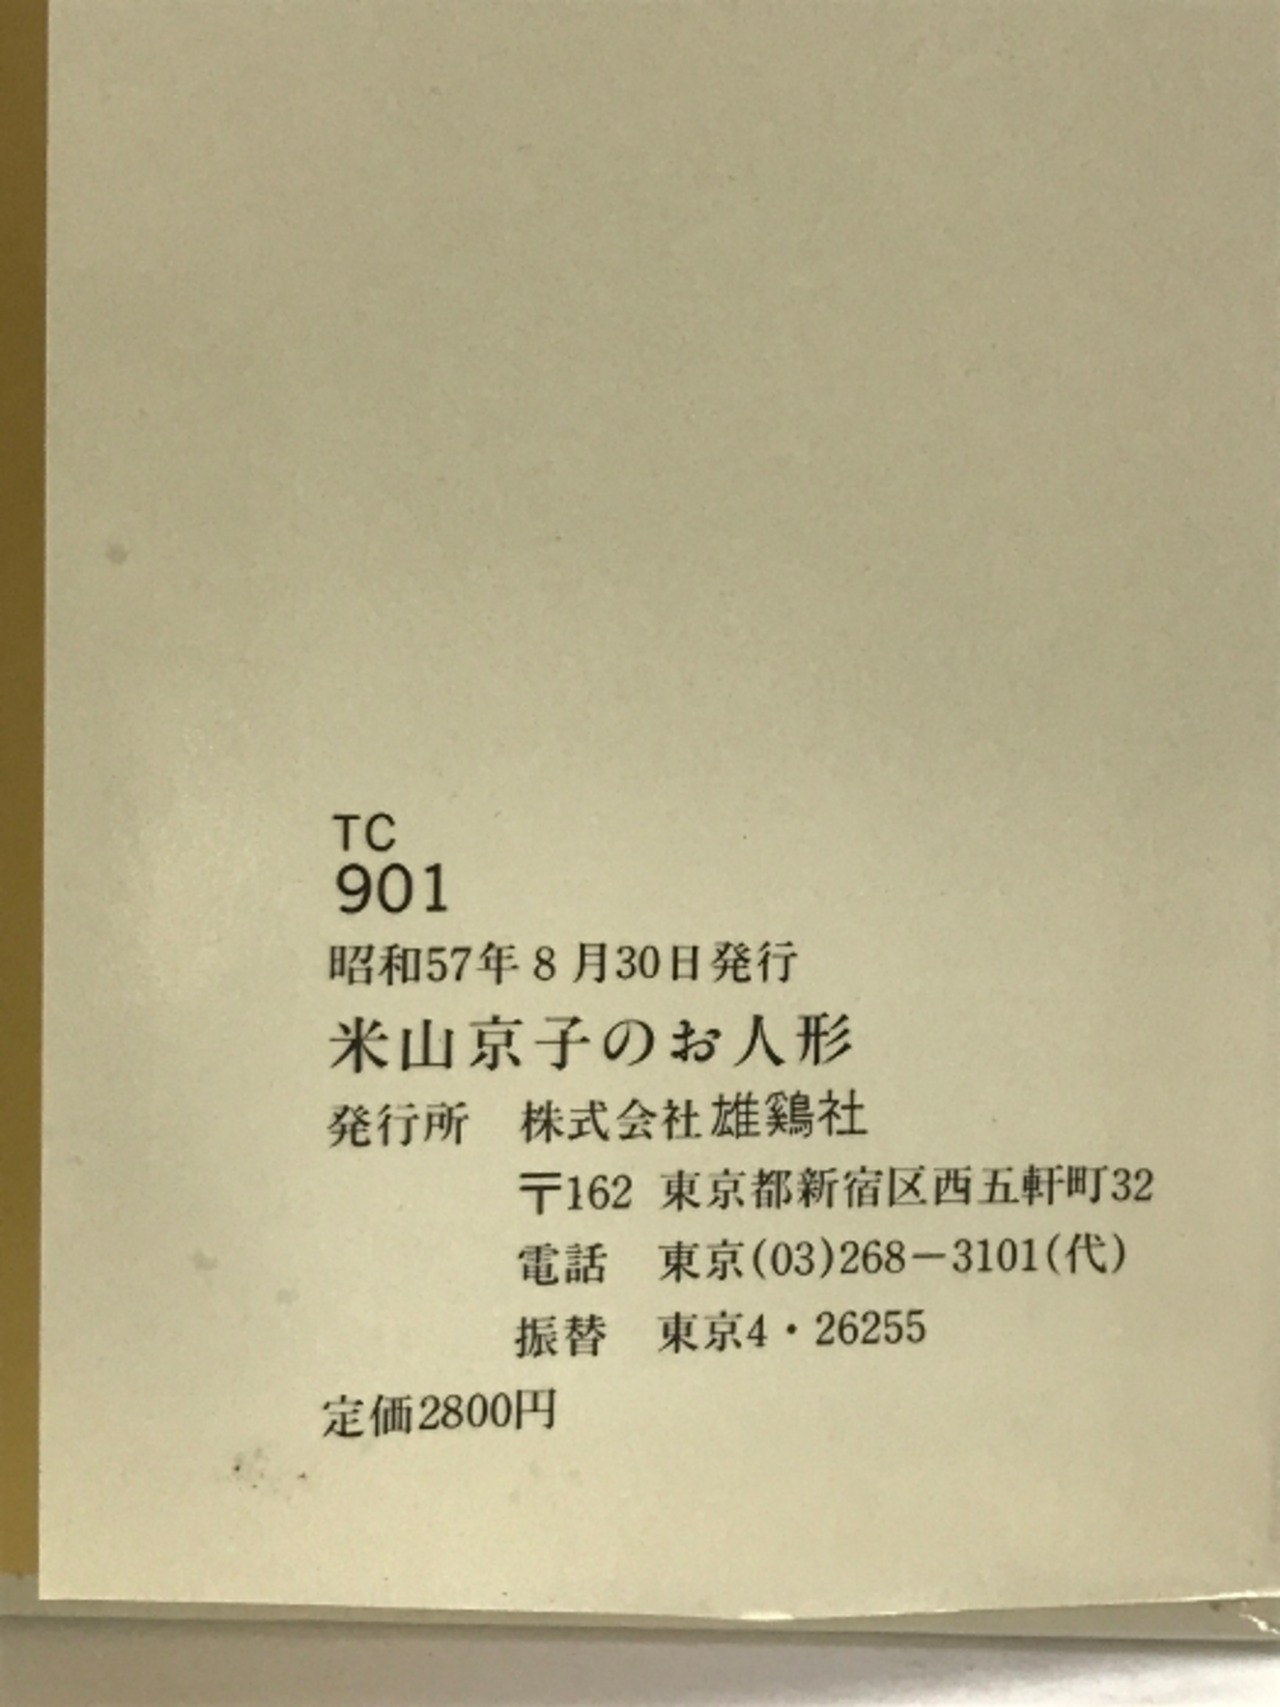 TC
901
昭和57年8月30日発行
米山京子のお人形
発行所　株式会社雄鷄社
〒162 東京都新宿区西五軒町32
電話　東京(03)268－3101(代)
振替　東京4・26255
定価2800円